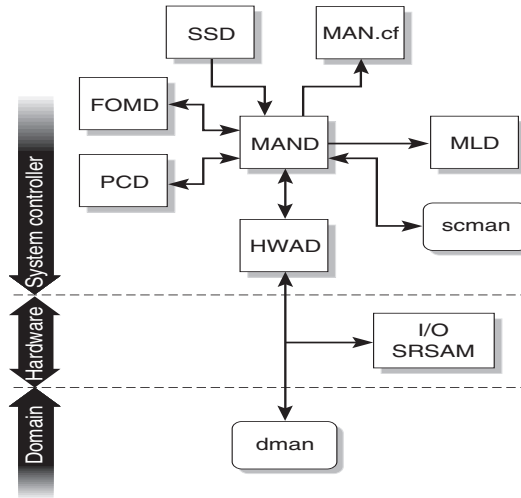 SSD
MAN.cf
FOMD
MAND
MLD
PCD
scman
HWAD
System controller
I/O
SRSAM
Hardware
dman
Domain